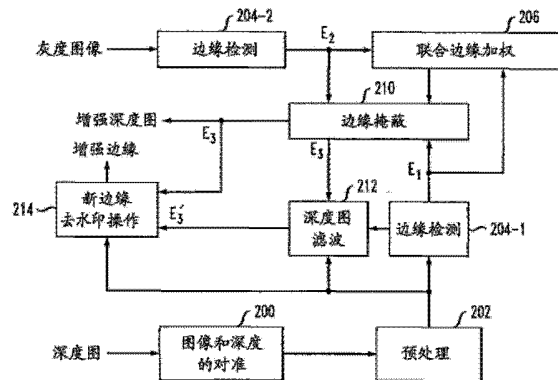 204-2
206
灰度图像
边缘检测
E2
联合边缘加权
210
边缘掩蔽
增强深度图
E3
E3
E1
增强边缘
212
214
新边缘
去水印操作
E3′
深度图
滤波
边缘检测
204-1
200
202
深度图
图像和深度
的对准
预处理